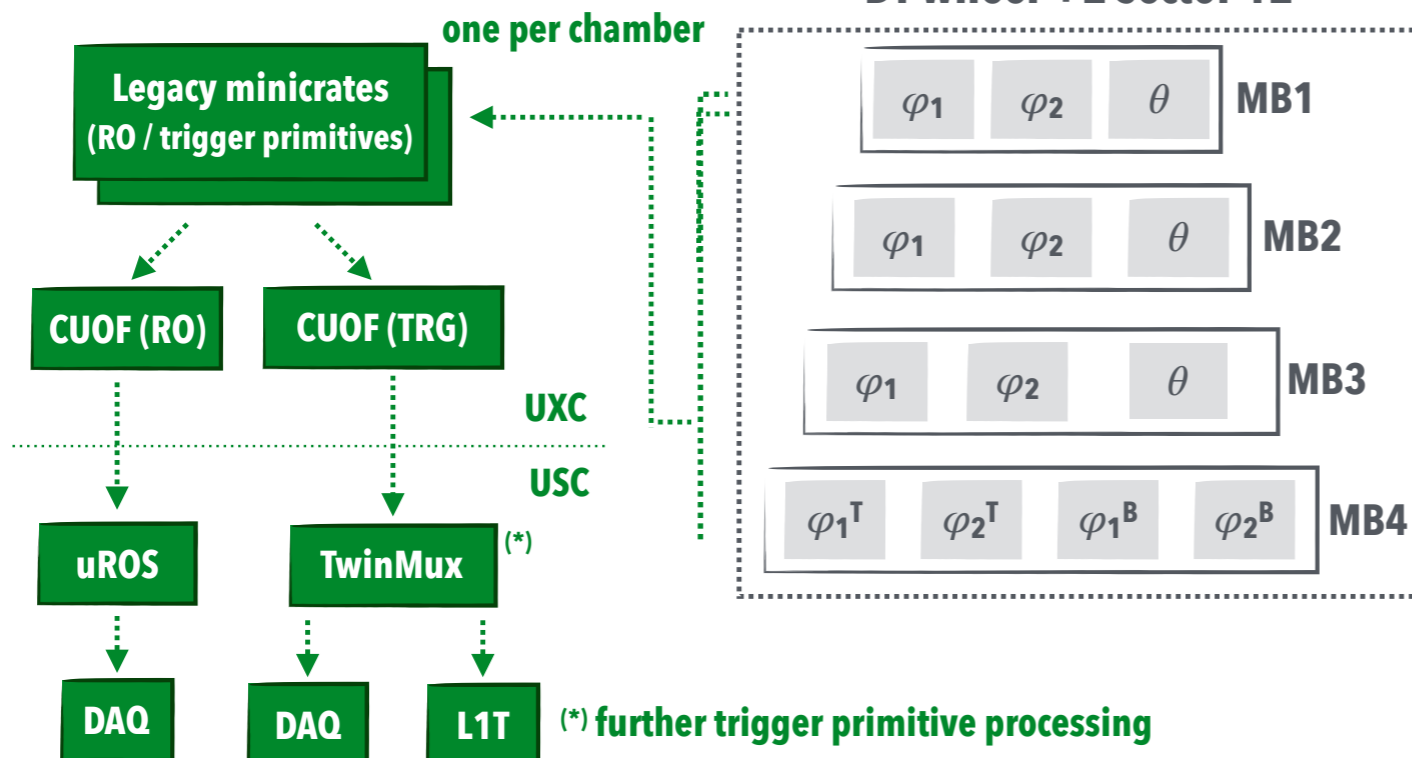 one per chamber
Legacy minicrates
(RO / trigger primitives)
CUOF (RO)
CUOF (TRG)
UXC
USC
uROS
TwinMux
(*)
DAQ
DAQ
L1T
(*) further trigger primitive processing
φ1 φ2 θ MB1
φ1 φ2 θ MB2
φ1 φ2 θ MB3
φ1T φ2T φ1B φ2B MB4